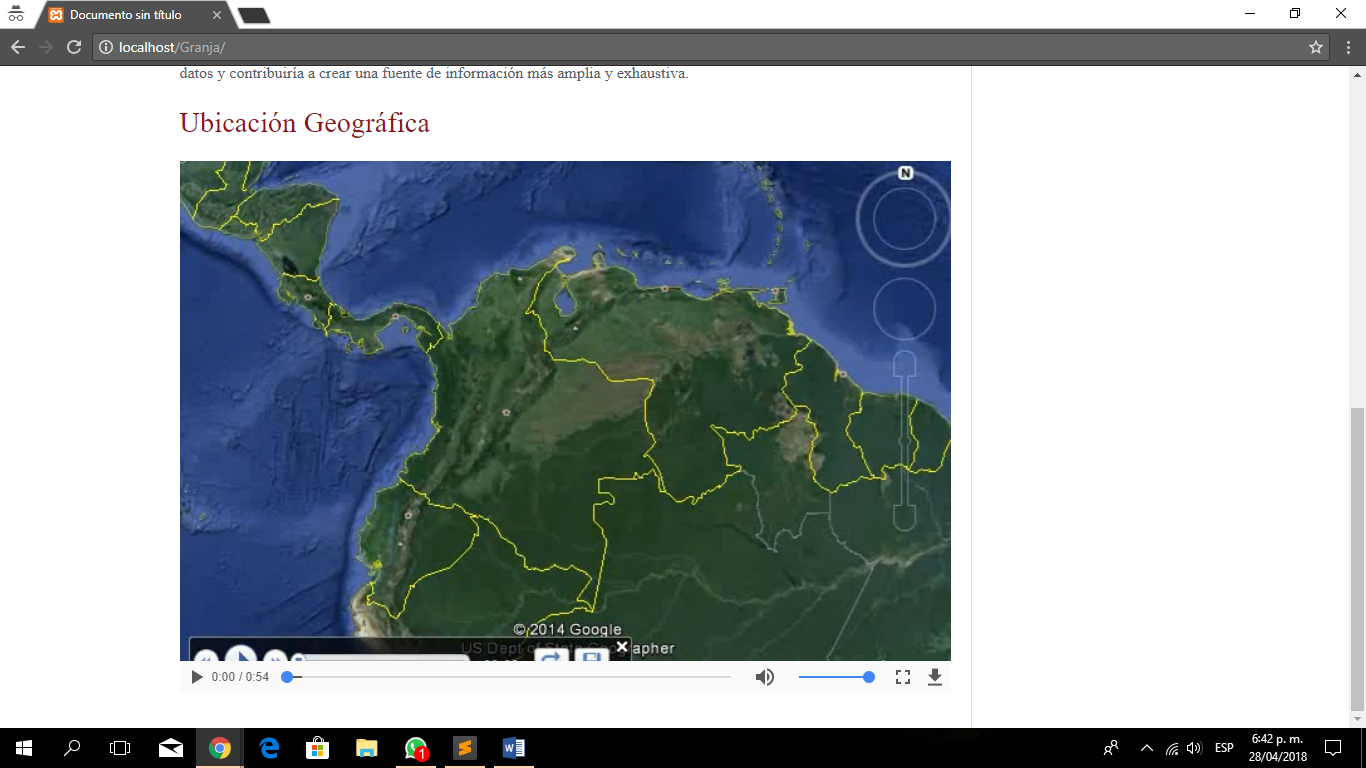 Documento sin título
localhost/Granja/
datos y contribuiría a crear una fuente de información más amplia y exhaustiva.
Ubicación Geográfica
N
© 2014 Google
US Dept of State Geographer
0:00 / 0:54
1
ESP
6:42 p. m.
28/04/2018